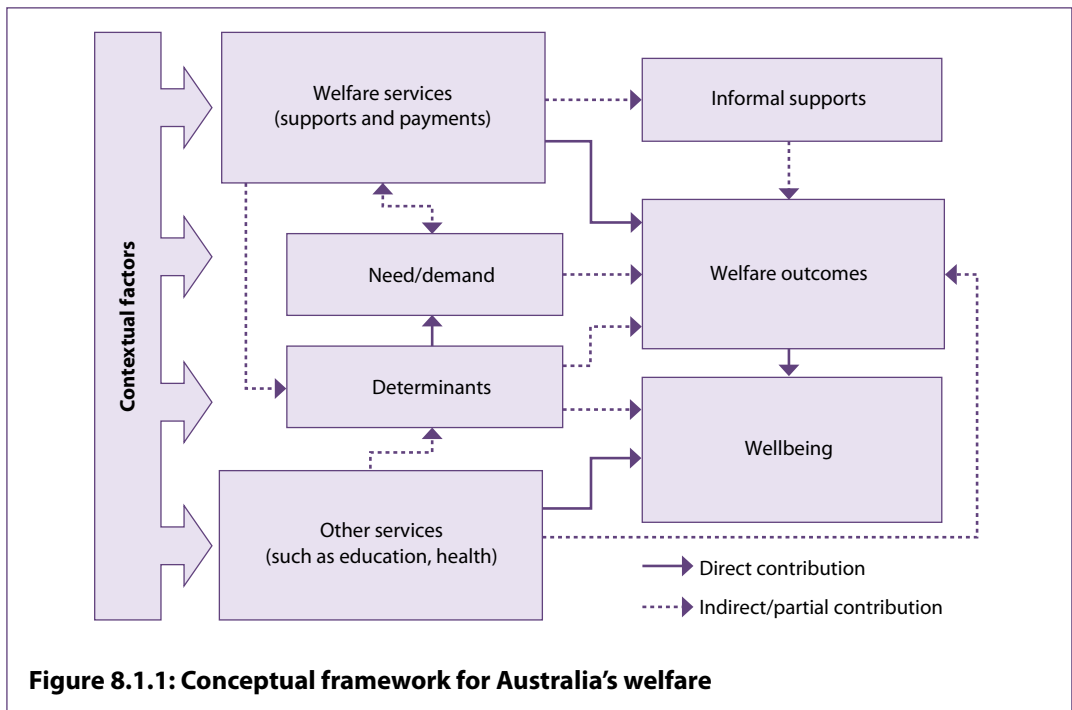 Contextual factors
Welfare services
(supports and payments)
Informal supports
Need/demand
Welfare outcomes
Determinants
Wellbeing
Other services
(such as education, health)
Direct contribution
Indirect/partial contribution
Figure 8.1.1: Conceptual framework for Australia’s welfare